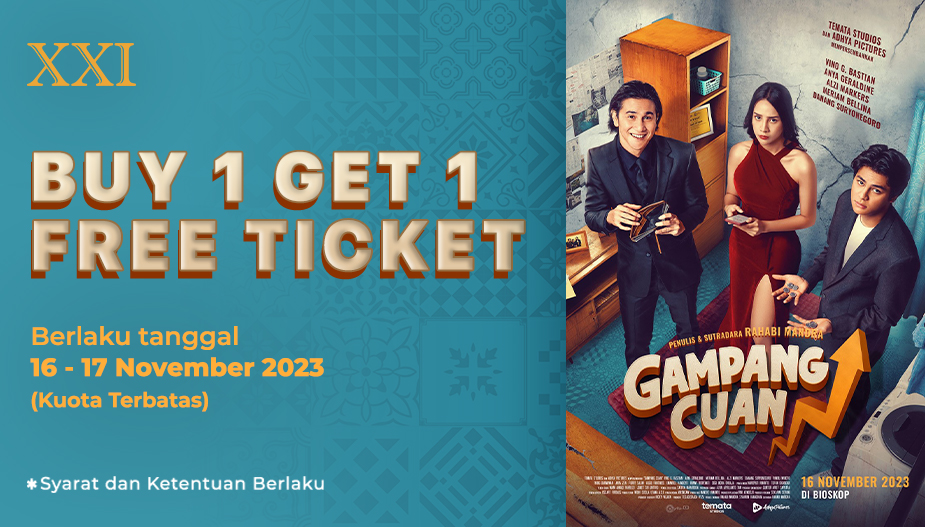 XXI
BUY 1 GET 1
FREE TICKET
Berlaku tanggal
16 - 17 November 2023
(Kuota Terbatas)
*Syarat dan Ketentuan Berlaku
TEMATA STUDIOS
DAN ADHYA PICTURES
MEMPERSEMBAHKAN
VINO G. BASTIAN
ANYA GERALDINE
ALZI MARKERS
MERIAM BELLINA
DANANG SURYONEGORO
PENULIS & SUTRADARA RAHABI MANDRA
GAMPANG
CUAN
16 NOVEMBER 2023
DI BIOSKOP
temata
Adhya Pictures